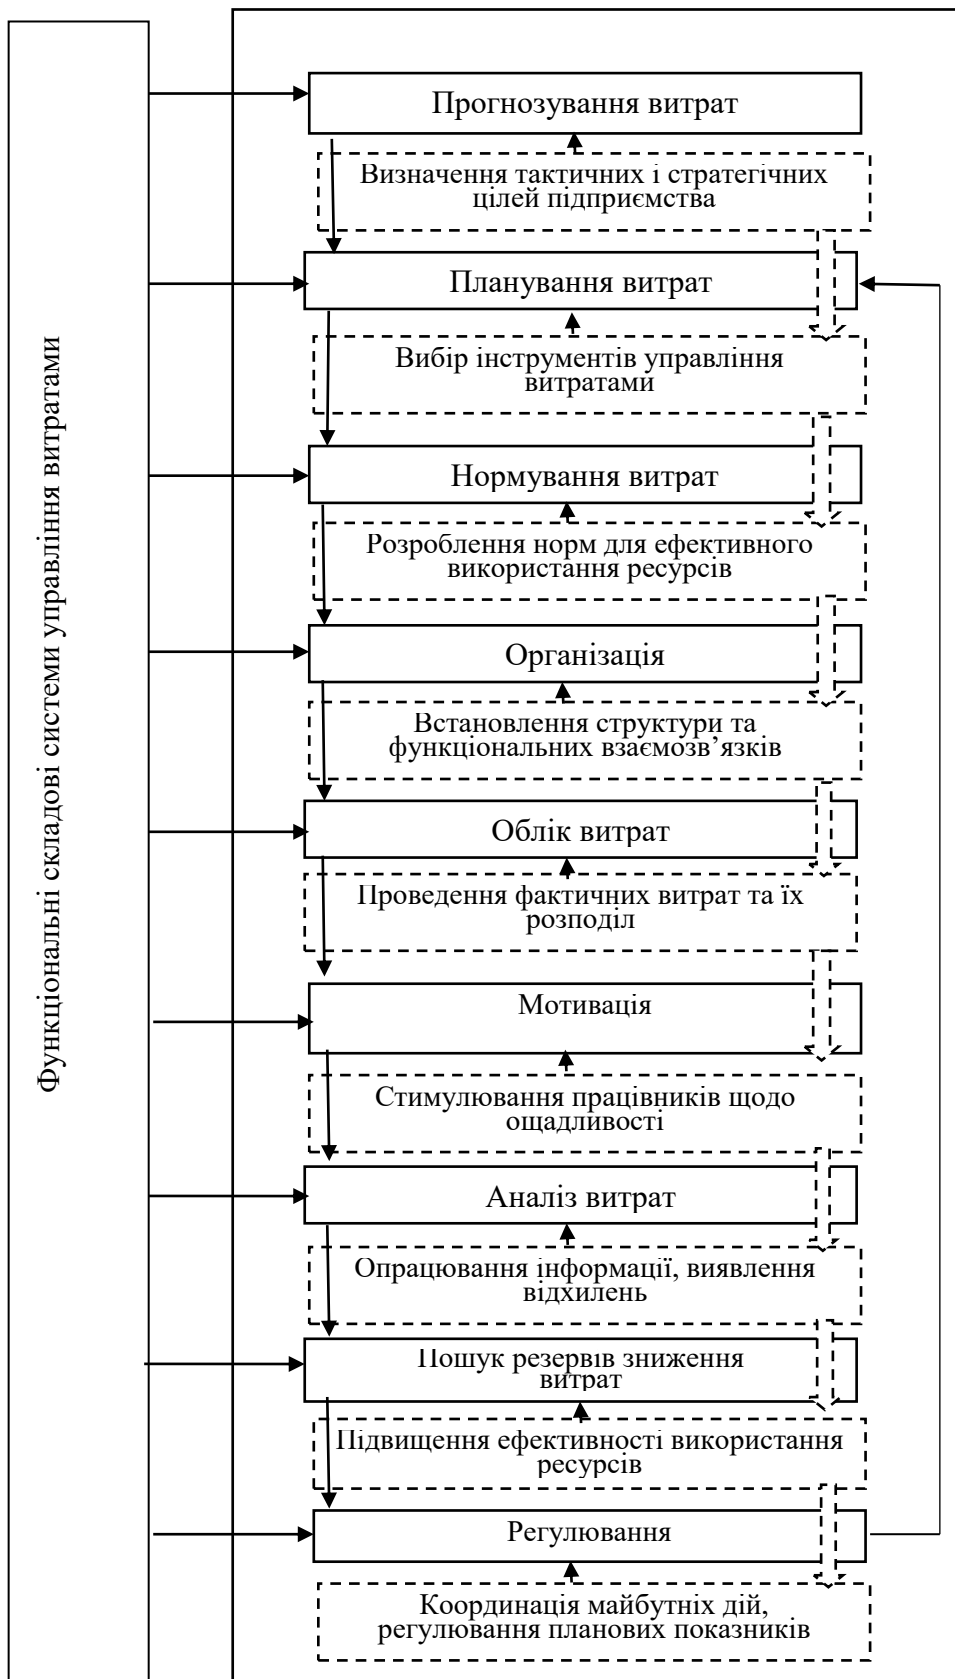 Функціональні складові системи управління витратами
Прогнозування витрат
Визначення тактичних і стратегічних
цілей підприємства
Планування витрат
Вибір інструментів управління
витратами
Нормування витрат
Розроблення норм для ефективного
використання ресурсів
Організація
Встановлення структури та
функціональних взаємозв’язків
Облік витрат
Проведення фактичних витрат та їх
розподіл
Мотивація
Стимулювання працівників щодо
ощадливості
Аналіз витрат
Опрацювання інформації, виявлення
відхилень
Пошук резервів зниження
витрат
Підвищення ефективності використання
ресурсів
Регулювання
Координація майбутніх дій,
регулювання планових показників